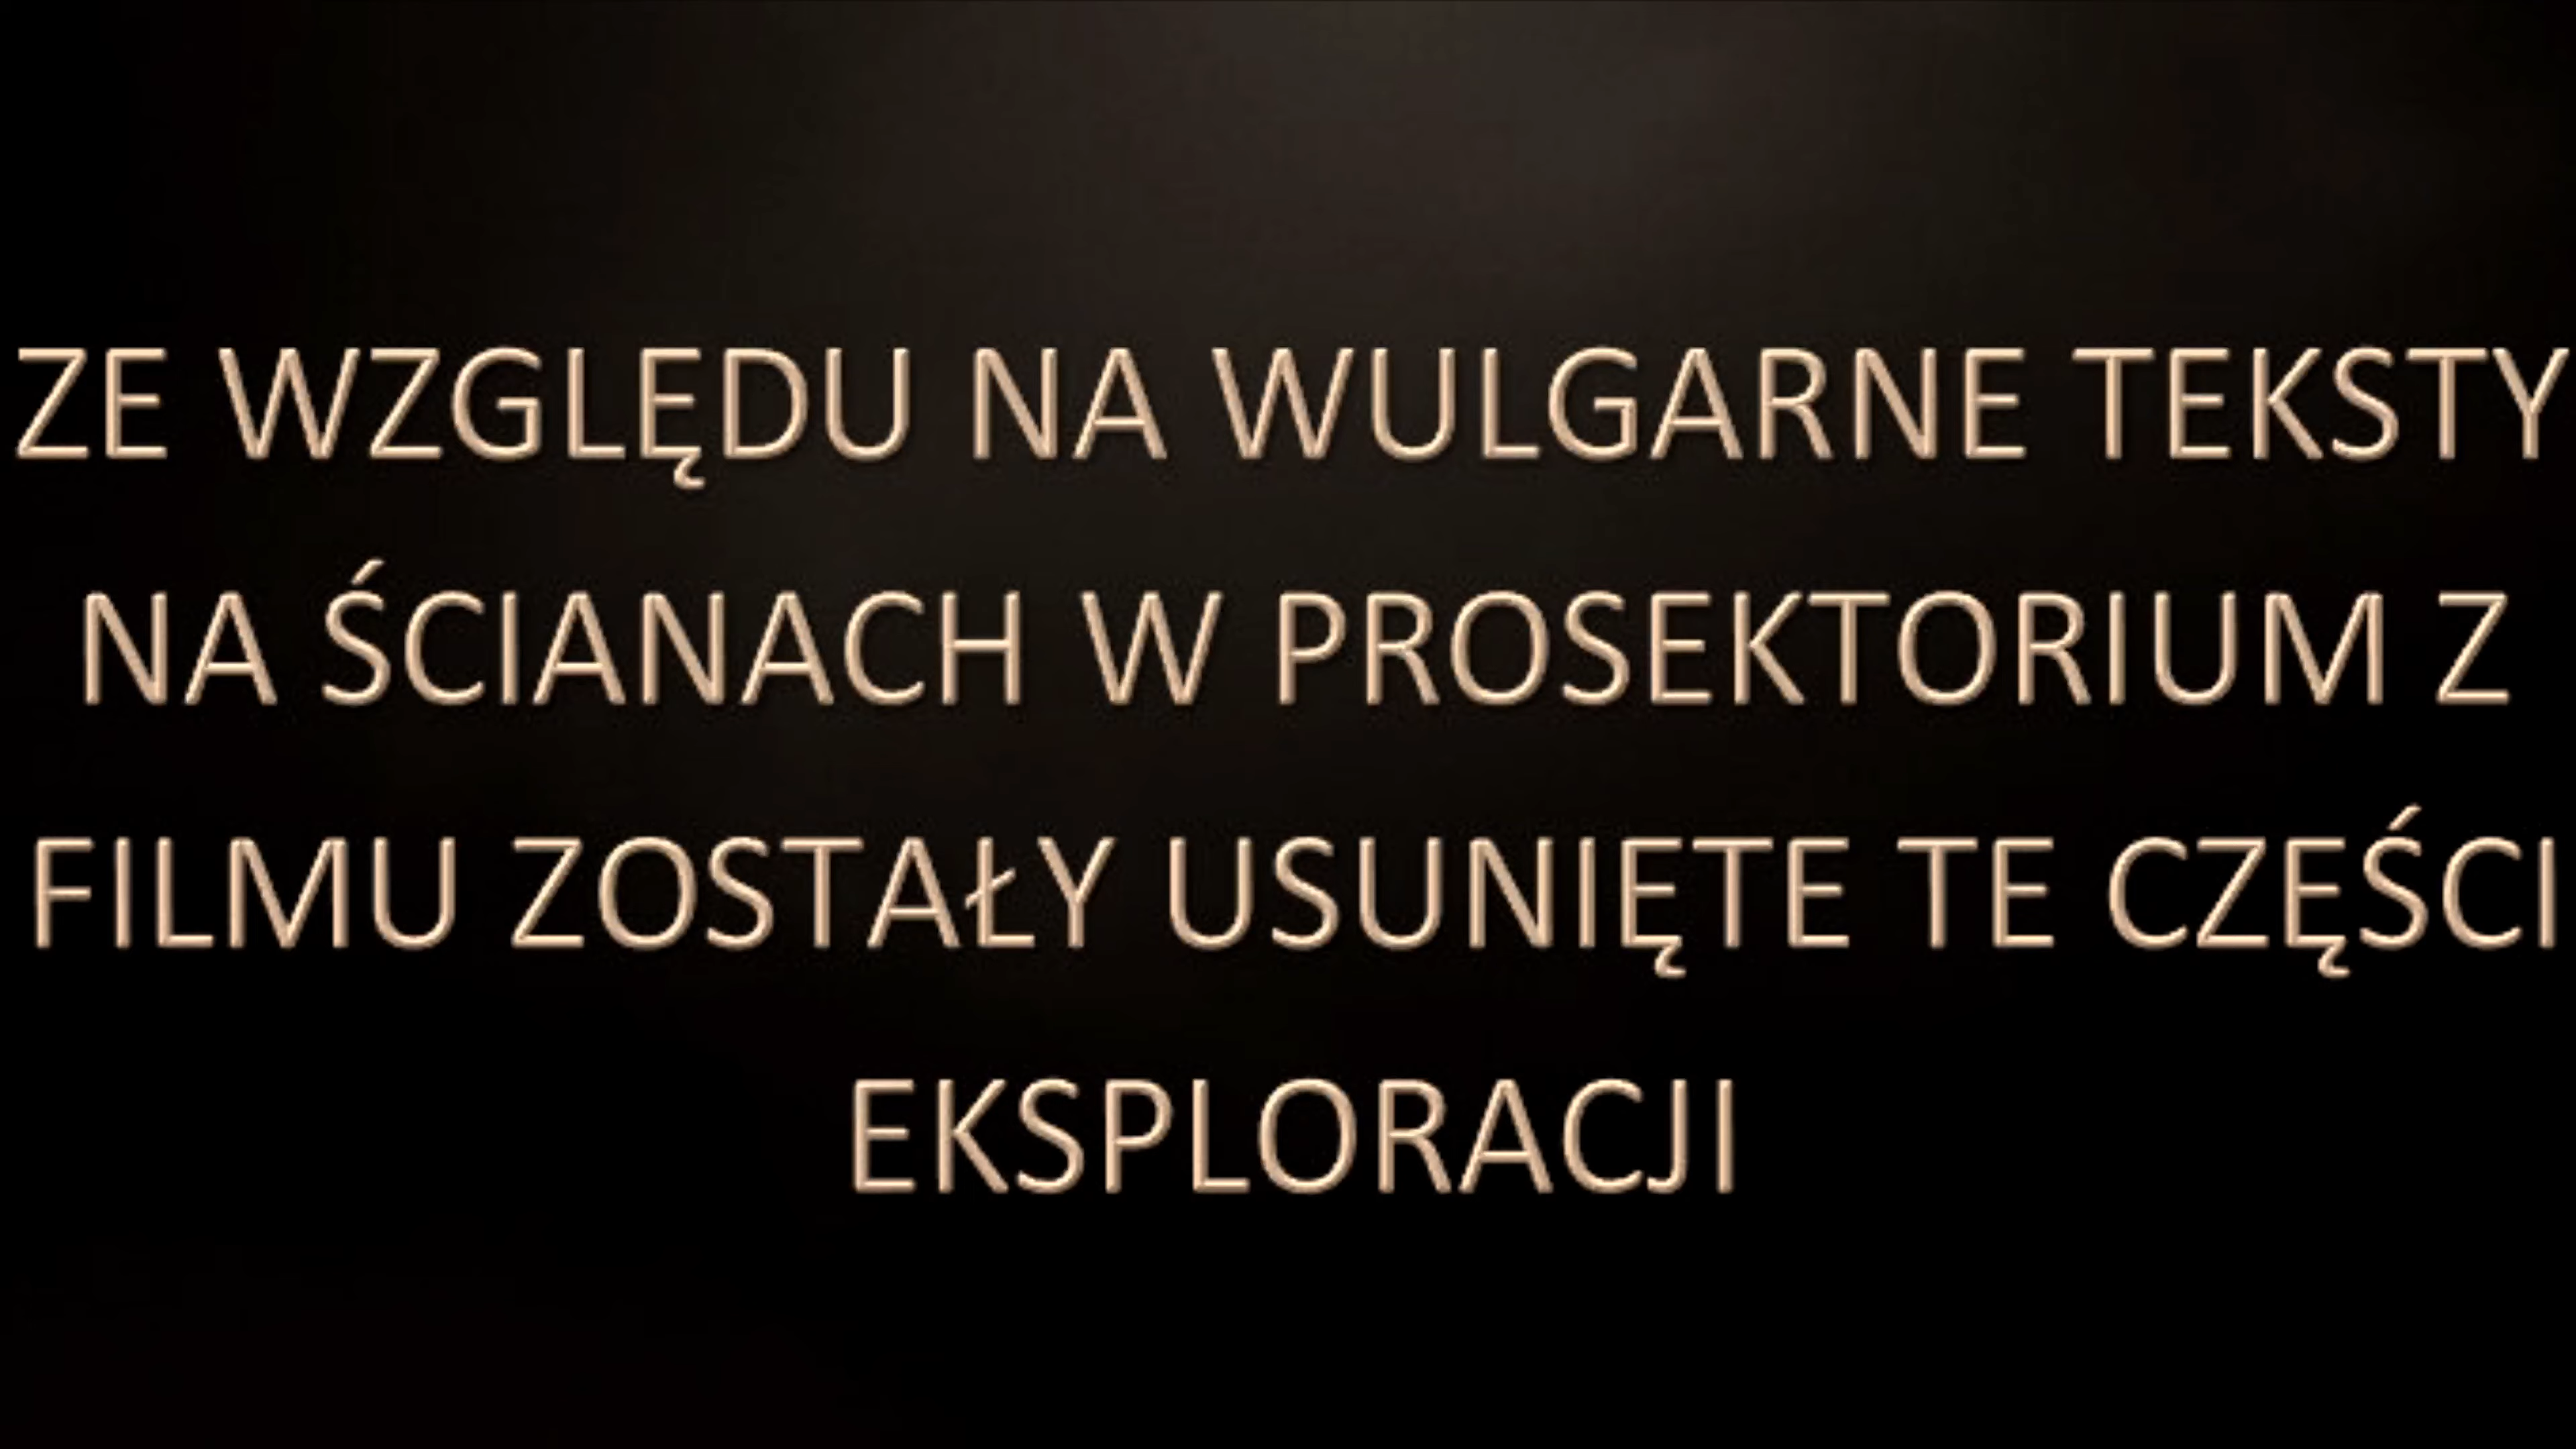 ZE WZGLĘDU NA WULGARNE TEKSTY
NA ŚCIANACH W PROSEKTORIUM Z
FILMU ZOSTAŁY USUNIĘTE TE CZĘŚCI
EKSPLORACJI